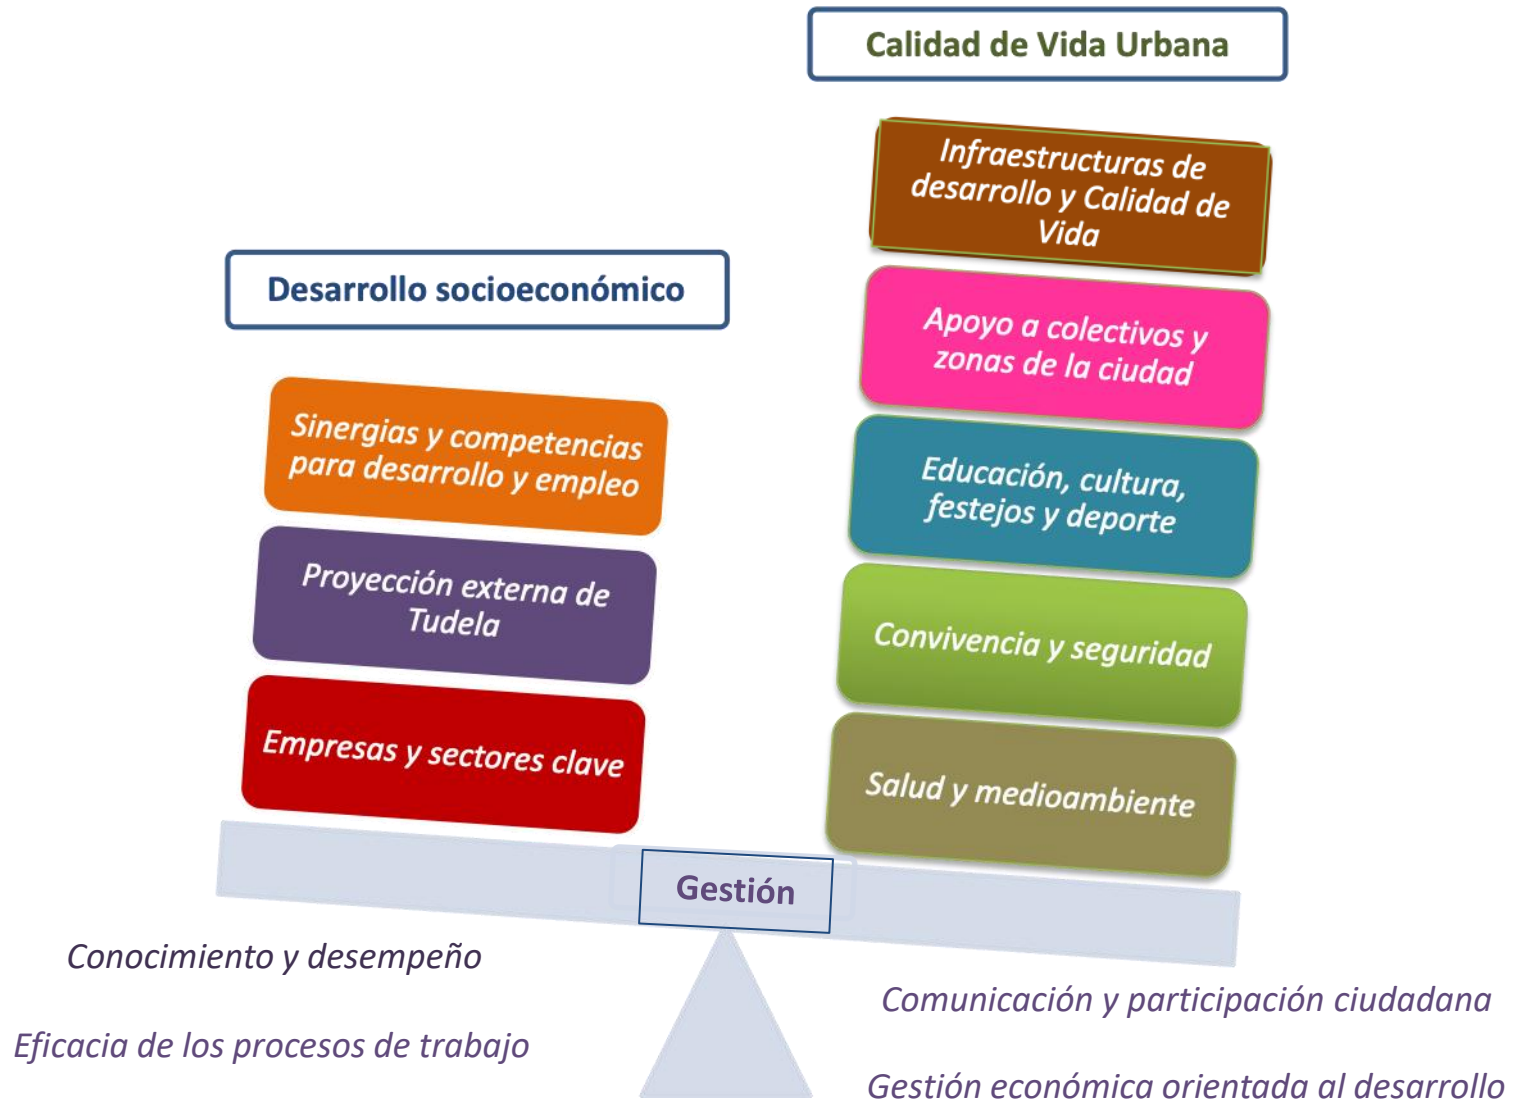 Calidad de Vida Urbana
Infraestructuras de
desarrollo y Calidad de
Vida
Apoyo a colectivos y
zonas de la ciudad
Educación, cultura,
festejos y deporte
Convivencia y seguridad
Salud y medioambiente
Desarrollo socioeconómico
Sinergias y competencias
para desarrollo y empleo
Proyección externa de
Tudela
Empresas y sectores clave
Gestión
Conocimiento y desempeño
Eficacia de los procesos de trabajo
Comunicación y participación ciudadana
Gestión económica orientada al desarrollo